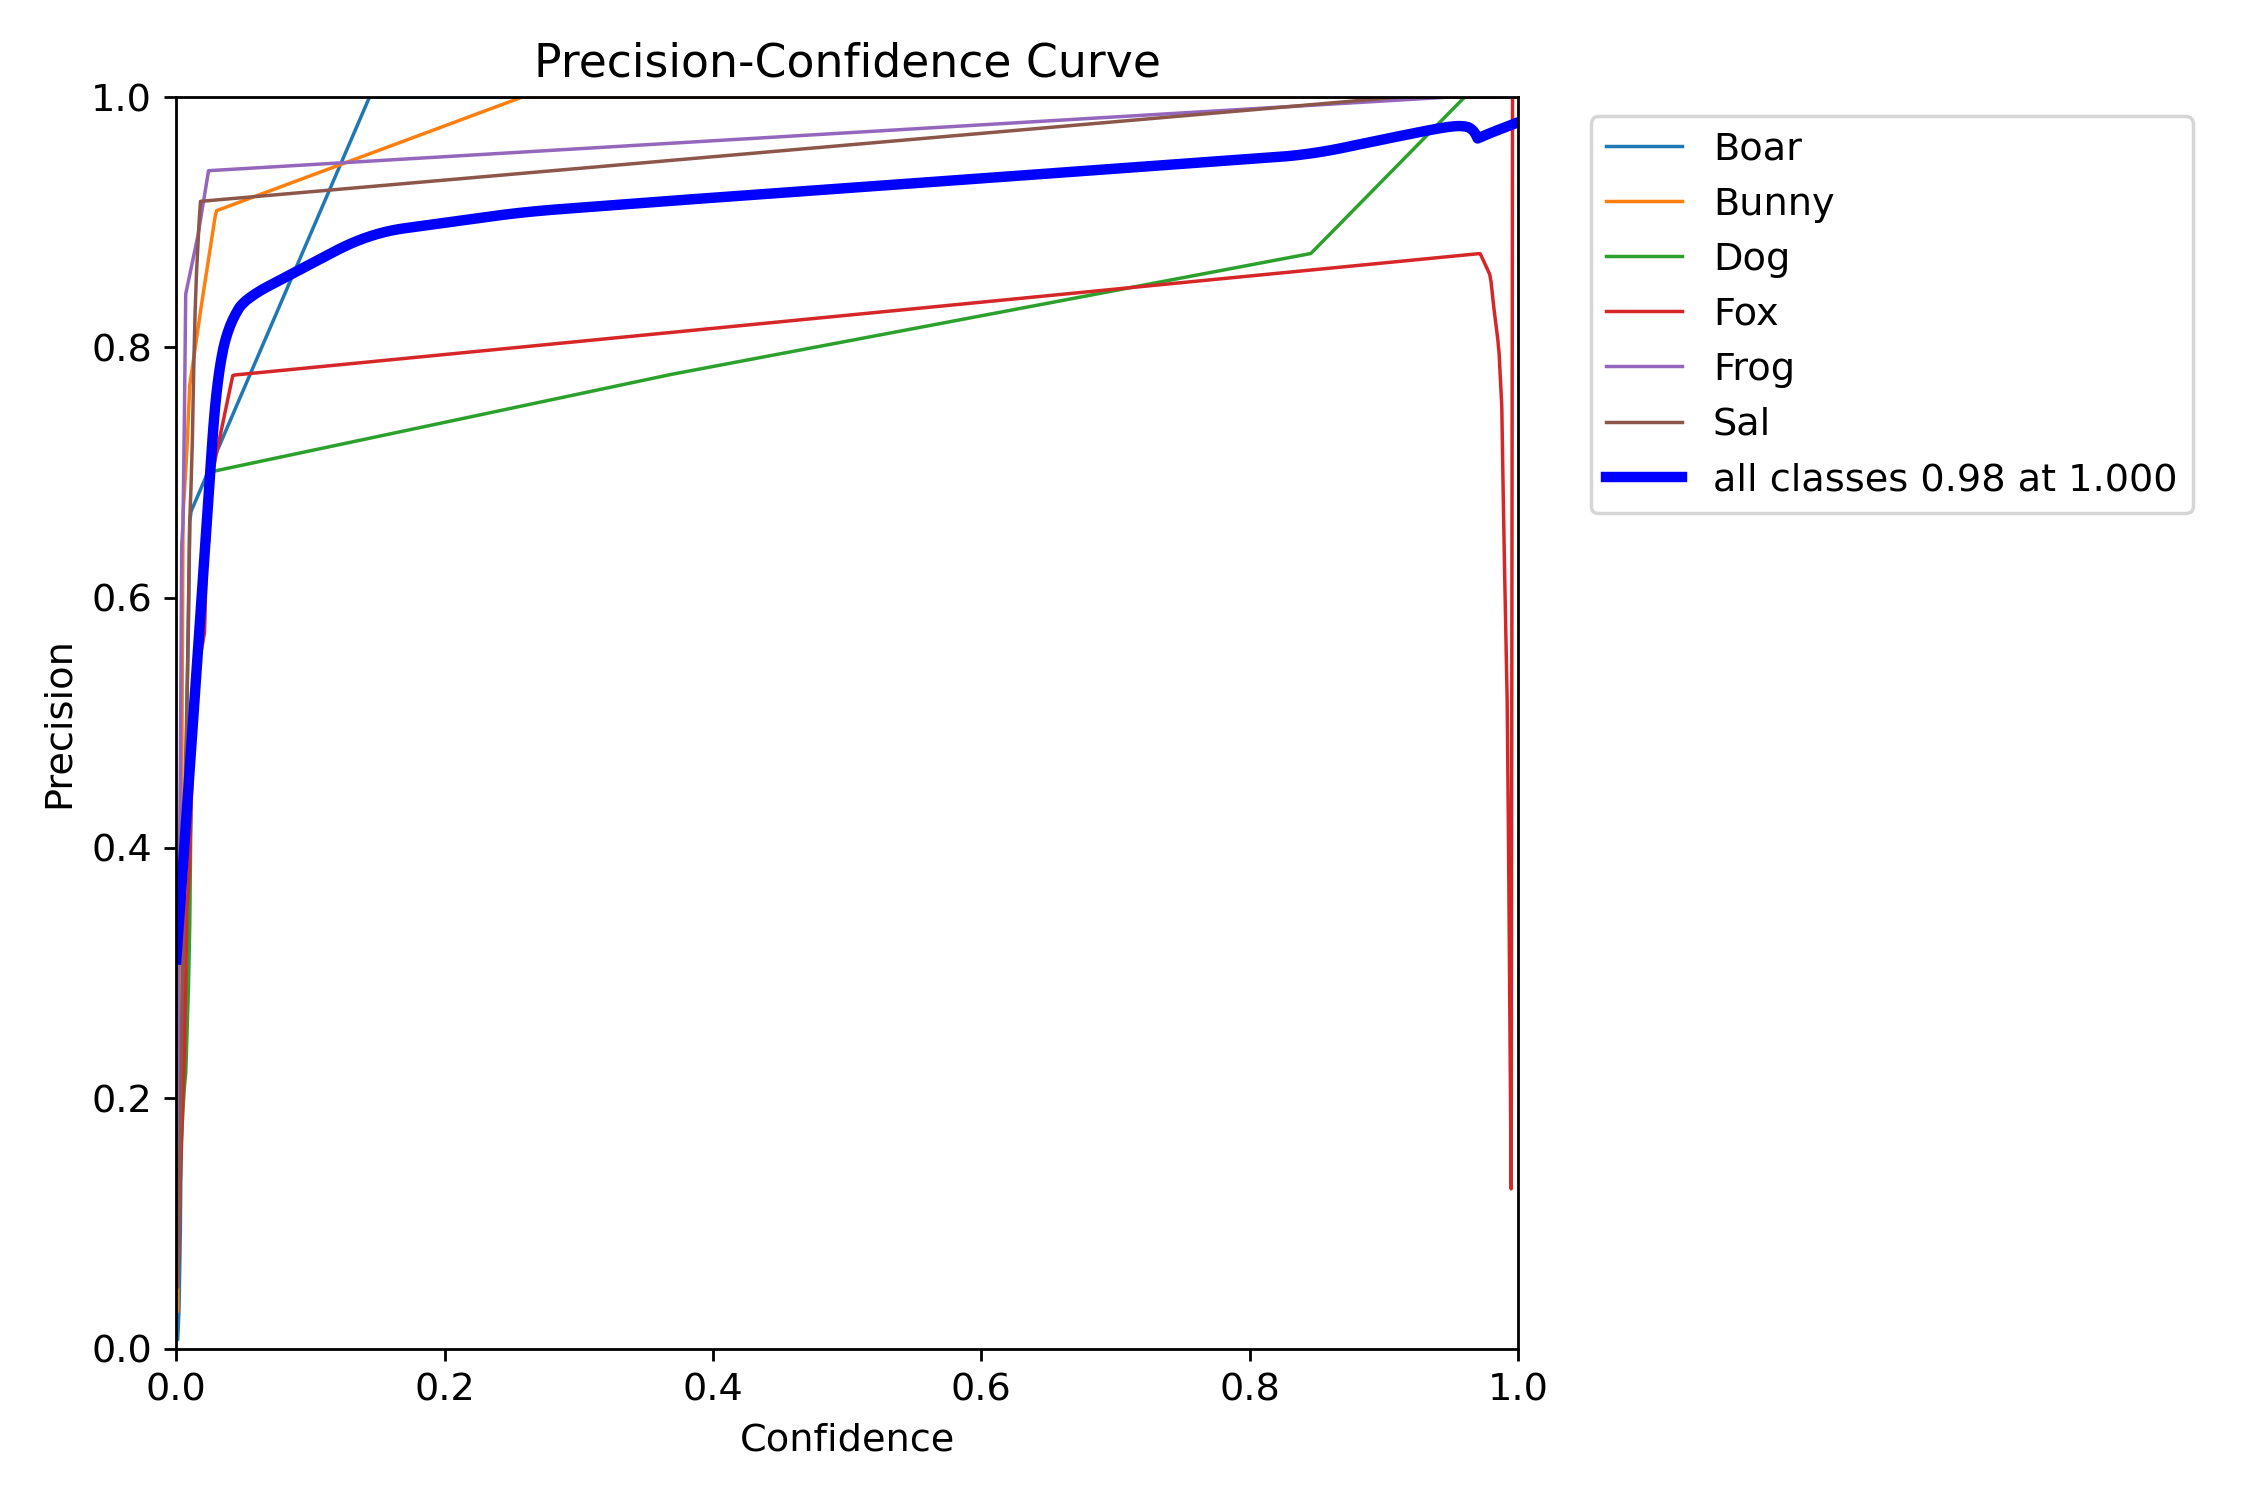 Precision-Confidence Curve
1.0
0.8
0.6
0.4
0.2
0.0
Precision
0.0 0.2 0.4 0.6 0.8 1.0
Confidence
Boar
Bunny
Dog
Fox
Frog
Sal
all classes 0.98 at 1.000